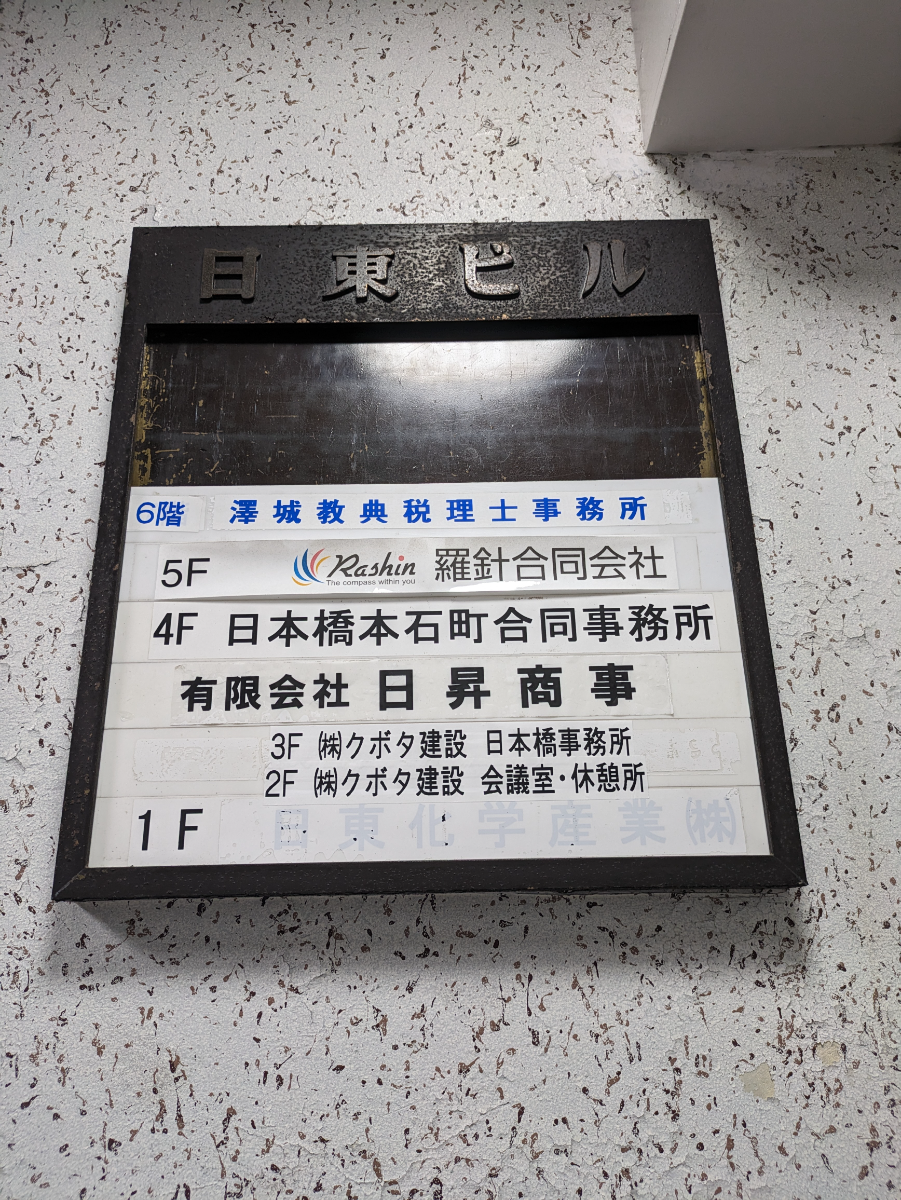 日東ビル
6階 澤城教典税理士事務所
5F Rashin 羅針合同会社
The compass within you
4F 日本橋本石町合同事務所
有限会社 日昇商事
3F ㈱クボタ建設 日本橋事務所
2F ㈱クボタ建設 会議室・休憩所
1F 日東化学産業㈱